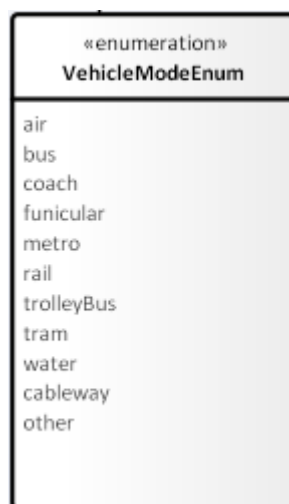 «enumeration»
VehicleModeEnum
air
bus
coach
funicular
metro
rail
trolleyBus
tram
water
cableway
other